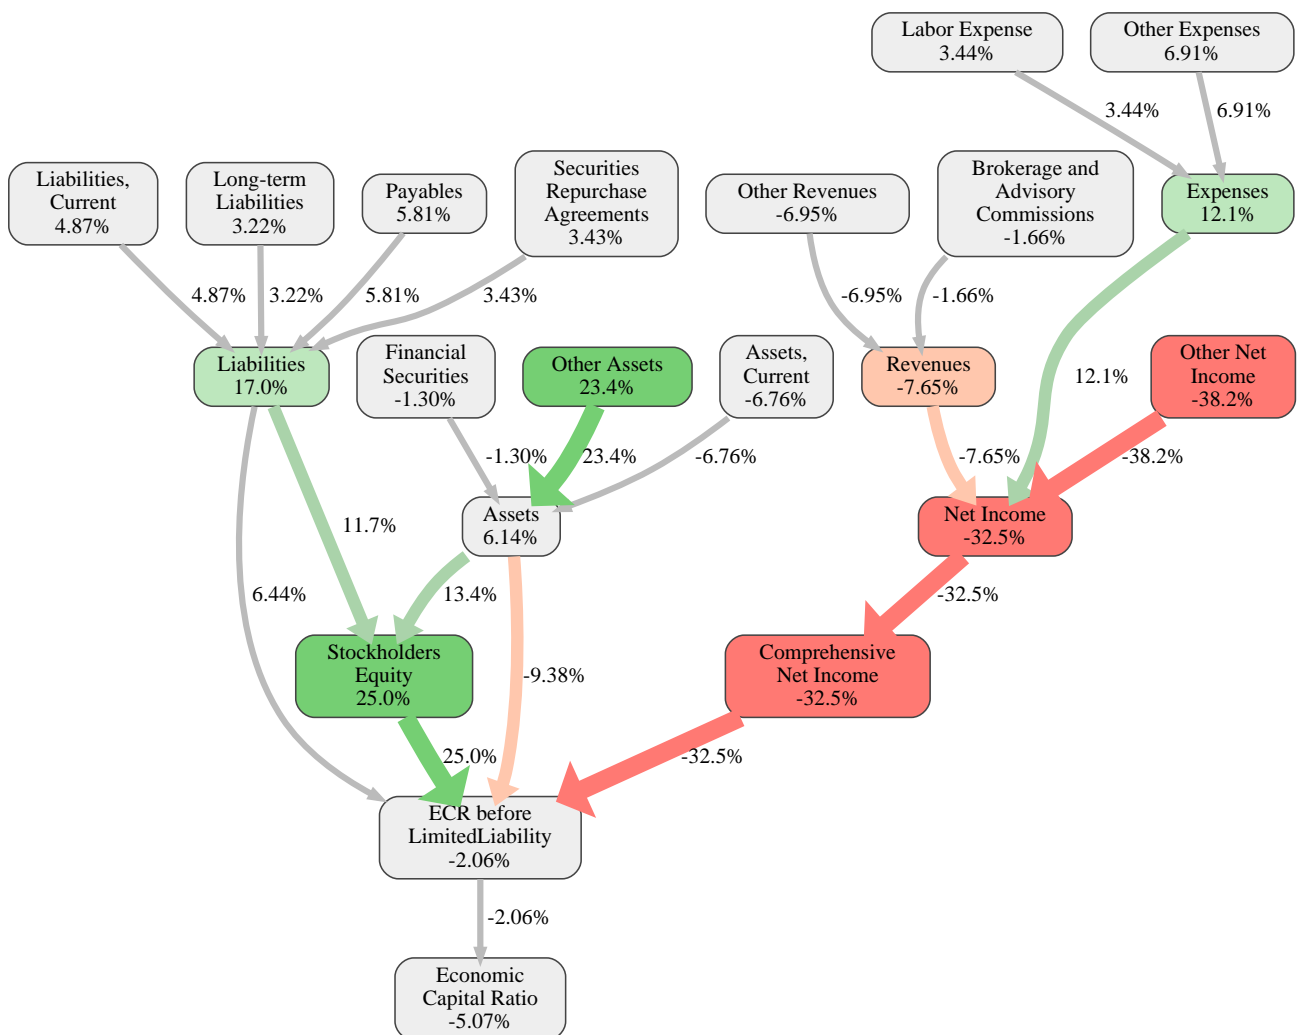 Labor Expense
3.44%
Other Expenses
6.91%
3.44%
6.91%
Liabilities,
Current
4.87%
Long-term
Liabilities
3.22%
Payables
5.81%
Securities
Repurchase
Agreements
3.43%
Other Revenues
-6.95%
Brokerage and
Advisory
Commissions
-1.66%
Expenses
12.1%
4.87%
3.22%
5.81%
3.43%
-6.95%
-1.66%
Liabilities
17.0%
Financial
Securities
-1.30%
Other Assets
23.4%
Assets,
Current
-6.76%
Revenues
-7.65%
12.1%
Other Net
Income
-38.2%
-1.30%
23.4%
-6.76%
-7.65%
-38.2%
11.7%
Assets
6.14%
Net Income
-32.5%
6.44%
13.4%
-9.38%
-32.5%
Stockholders
Equity
25.0%
Comprehensive
Net Income
-32.5%
25.0%
-32.5%
ECR before
LimitedLiability
-2.06%
-2.06%
Economic
Capital Ratio
-5.07%